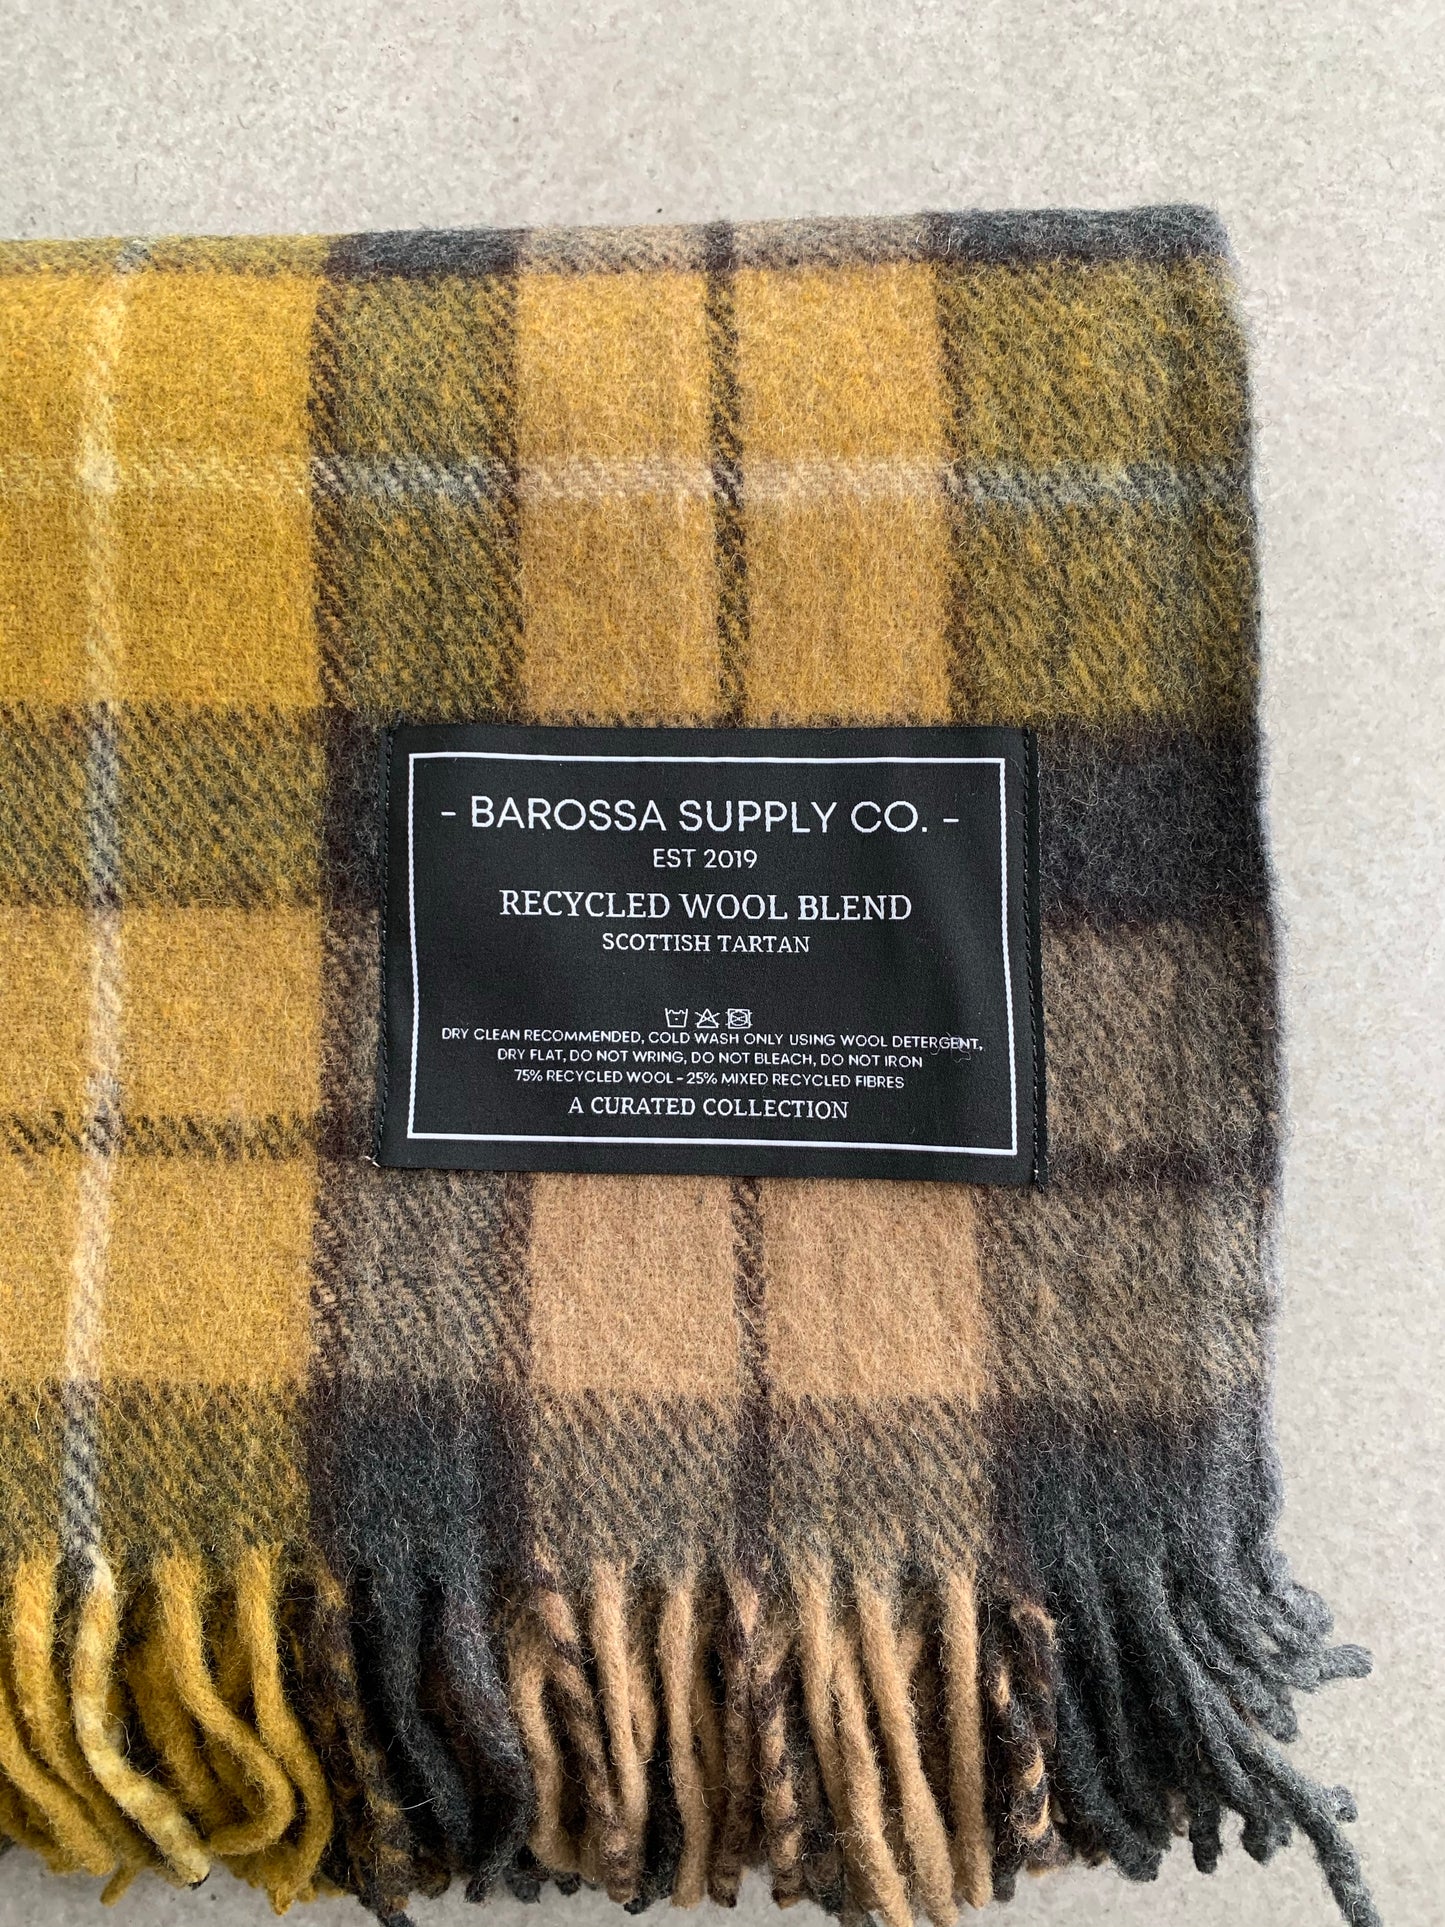 - BAROSSA SUPPLY CO. -
EST 2019
RECYCLED WOOL BLEND
SCOTTISH TARTAN
DRY CLEAN RECOMMENDED, COLD WASH ONLY USING WOOL DETERGENT,
DRY FLAT, DO NOT WRING, DO NOT BLEACH, DO NOT IRON
75% RECYCLED WOOL - 25% MIXED RECYCLED FIBRES
A CURATED COLLECTION